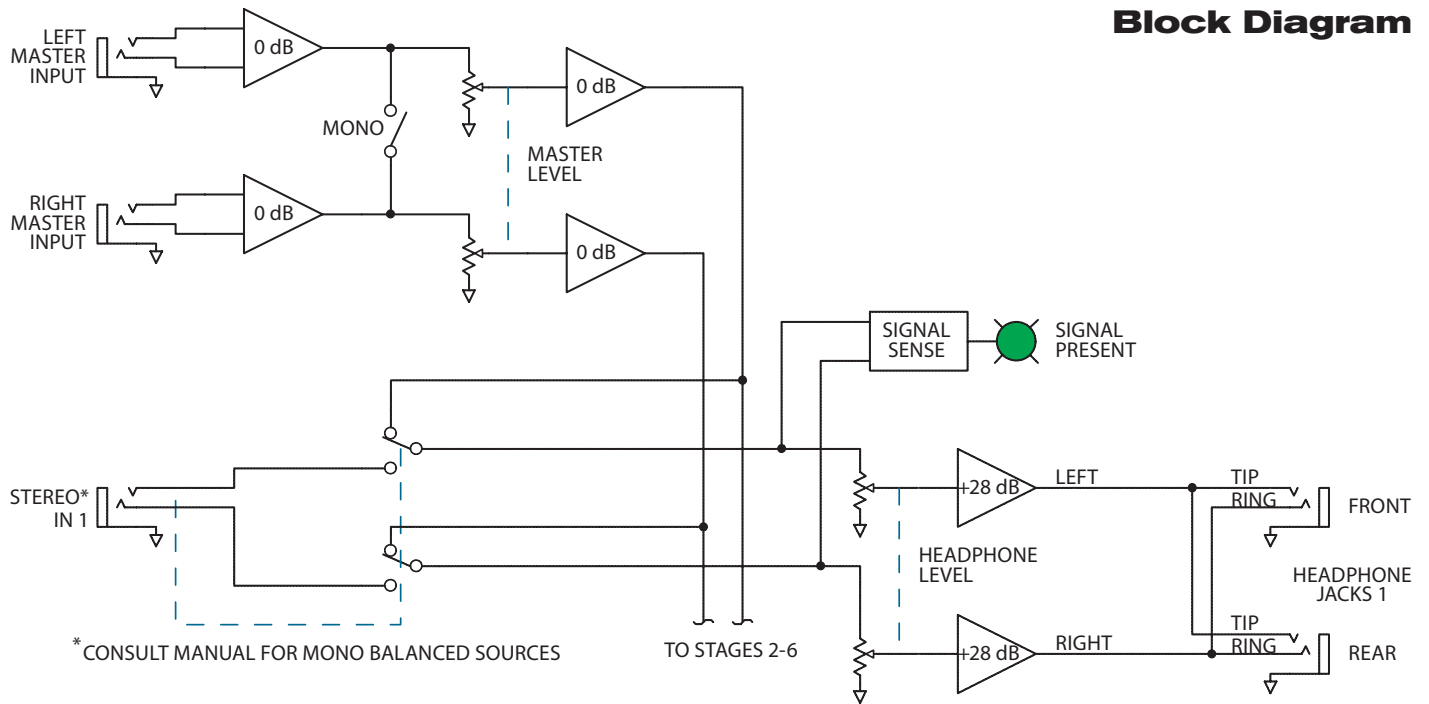 Block Diagram
LEFT
MASTER
INPUT
0 dB
0 dB
MONO
MASTER
LEVEL
RIGHT
MASTER
INPUT
0 dB
0 dB
SIGNAL
SENSE
SIGNAL
PRESENT
STEREO*
IN 1
+28 dB
LEFT
TIP
RING
FRONT
HEADPHONE
LEVEL
HEADPHONE
JACKS 1
*CONSULT MANUAL FOR MONO BALANCED SOURCES
TO STAGES 2-6
+28 dB
RIGHT
TIP
RING
REAR